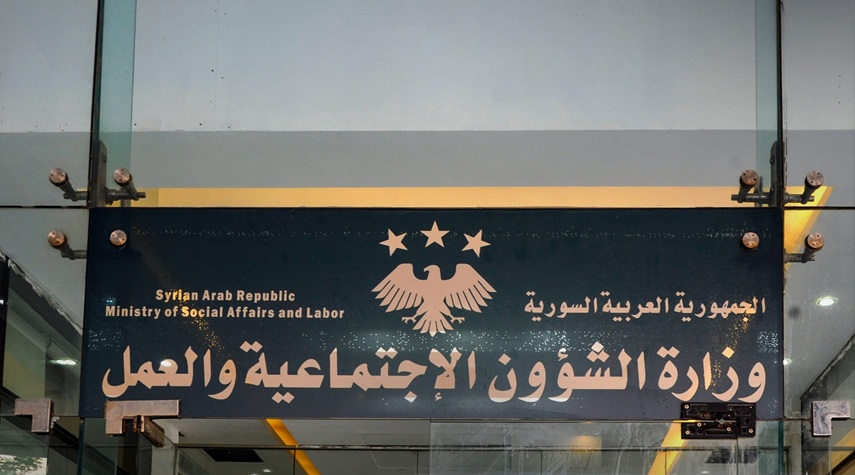 Syrian Arab Republic
Ministry of Social Affairs and Labor
الجمهورية العربية السورية
وزارة الشؤون الإجتماعية والعمل